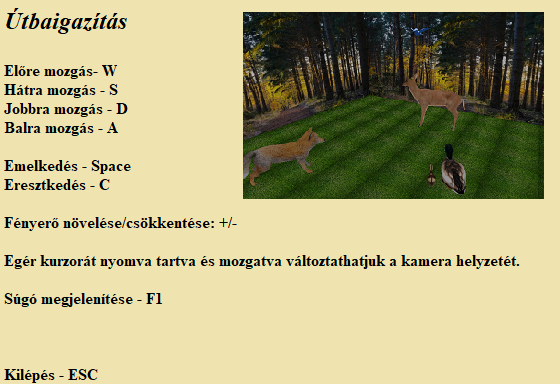 Útbaigazítás
Előre mozgás- W
Hátra mozgás - S
Jobbra mozgás - D
Balra mozgás - A
Emelkedés - Space
Eresztkedés - C
Fényerő növelése/csökkentése: +/-
Egér kurzorát nyomva tartva és mozgatva változtathatjuk a kamera helyzetét.
Súgó megjelenítése - F1
Kilépés - ESC